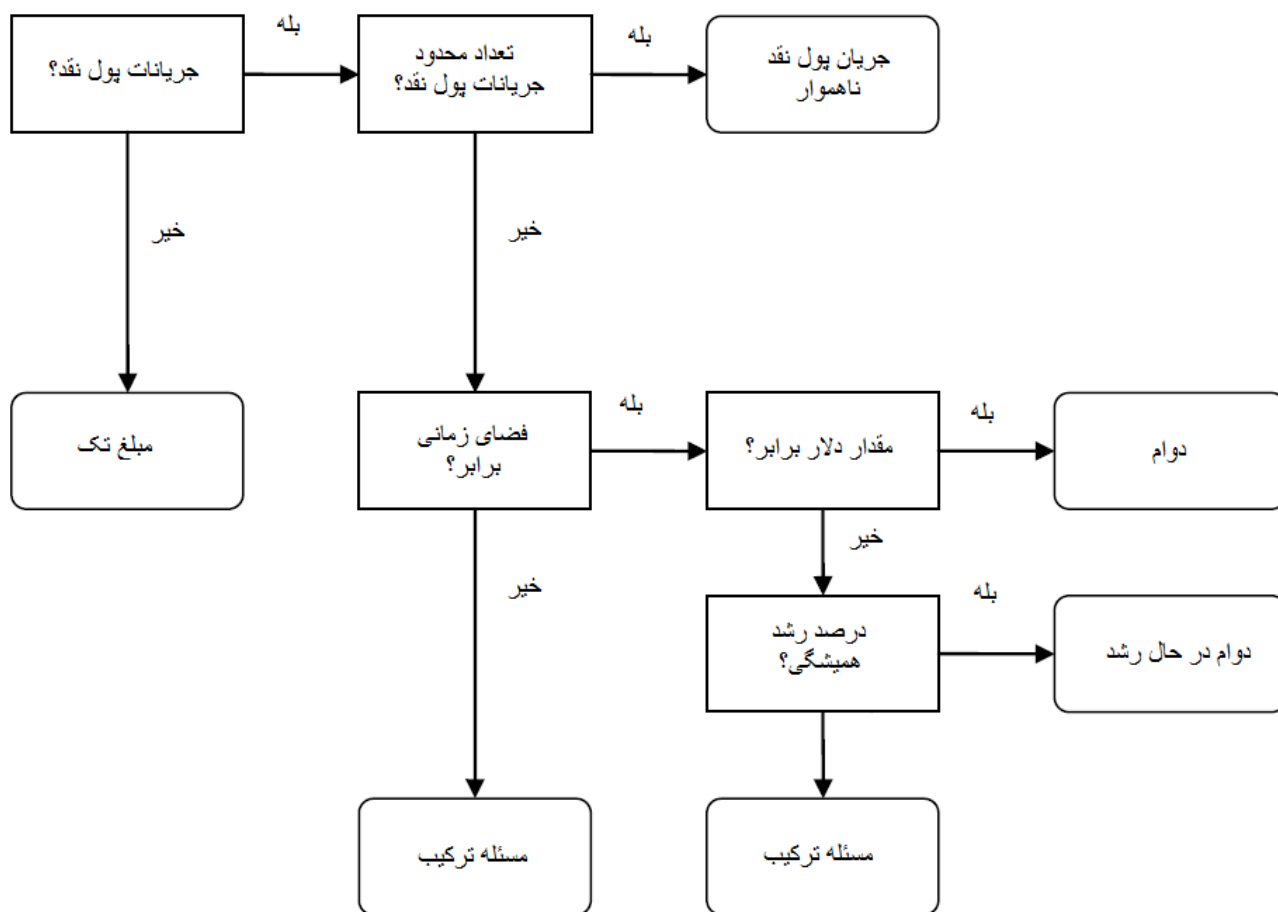 جریانات پول نقد؟
بله
تعداد محدود
جریانات پول نقد؟
بله
جریان پول نقد
ناهموار
خیر
خیر
مبلغ تک
فضای زمانی
برابر؟
بله
مقدار دلار برابر؟
بله
دوام
خیر
خیر
درصد رشد
همیشگی؟
بله
دوام در حال رشد
مسئله ترکیب
مسئله ترکیب